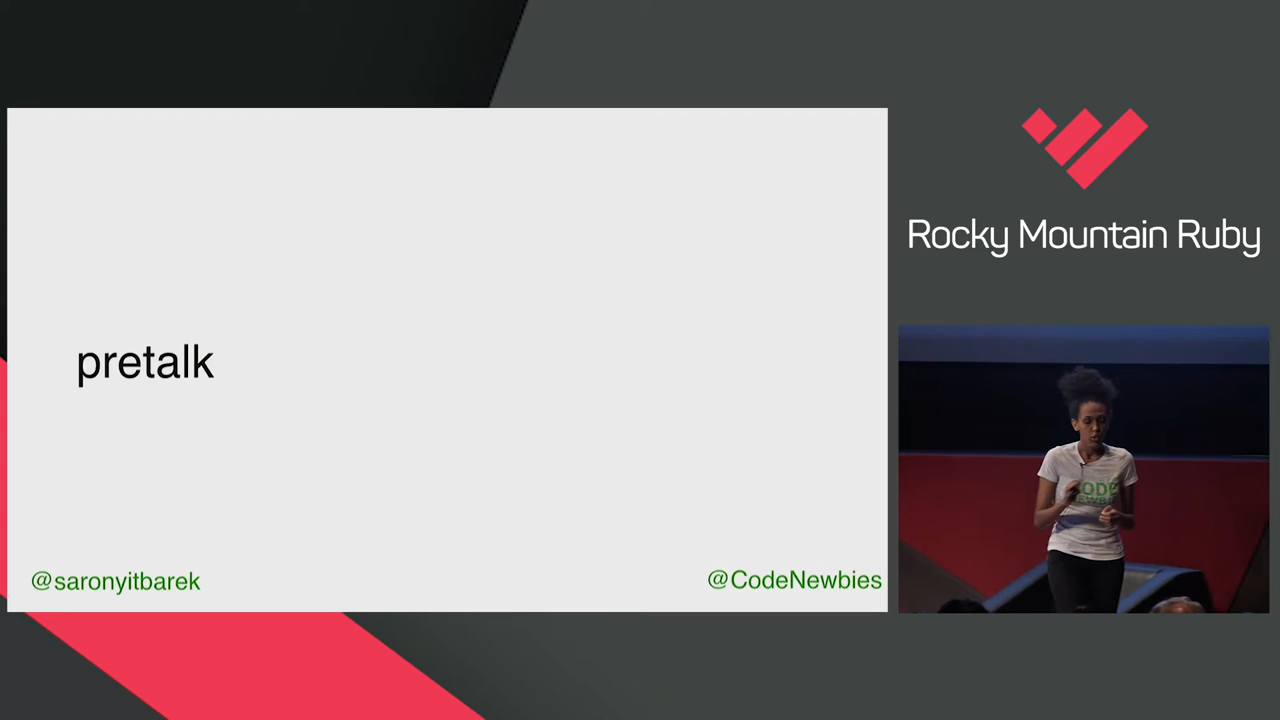 pretalk
@saronyitbarek
@CodeNewbies
Rocky Mountain Ruby